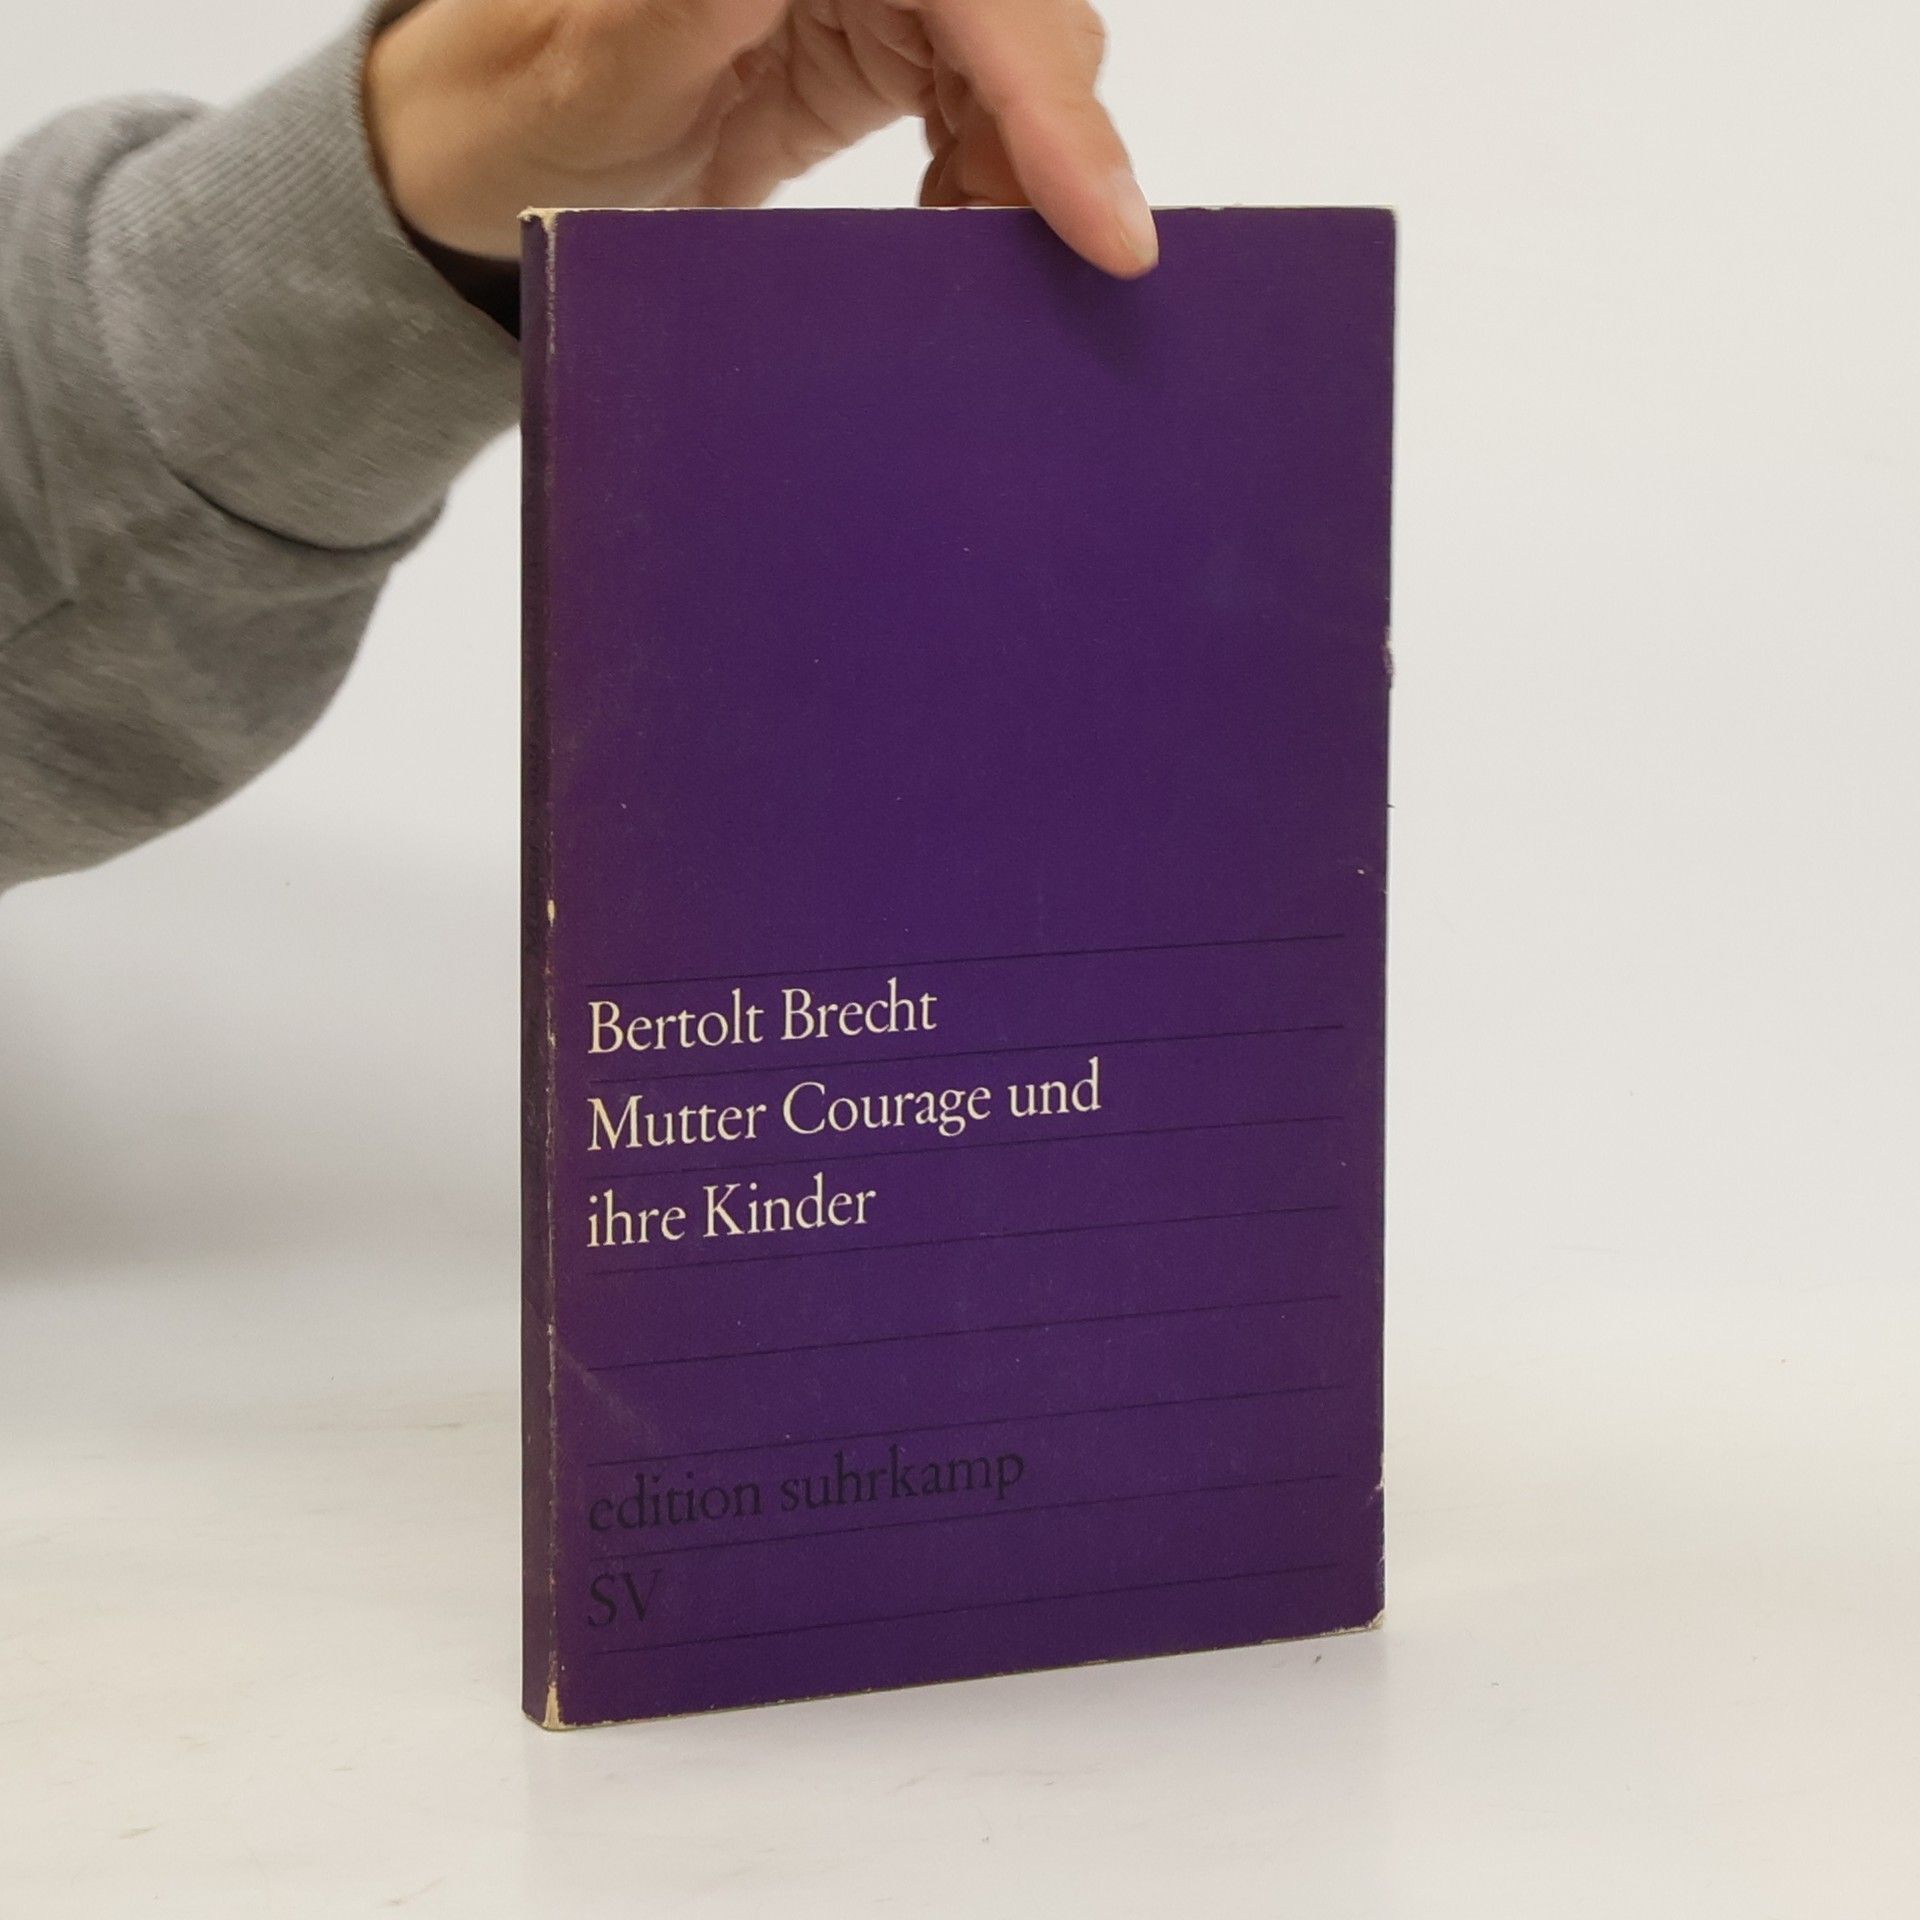 Bertolt Brecht
Mutter Courage und
ihre Kinder
edition suhrkamp
SV